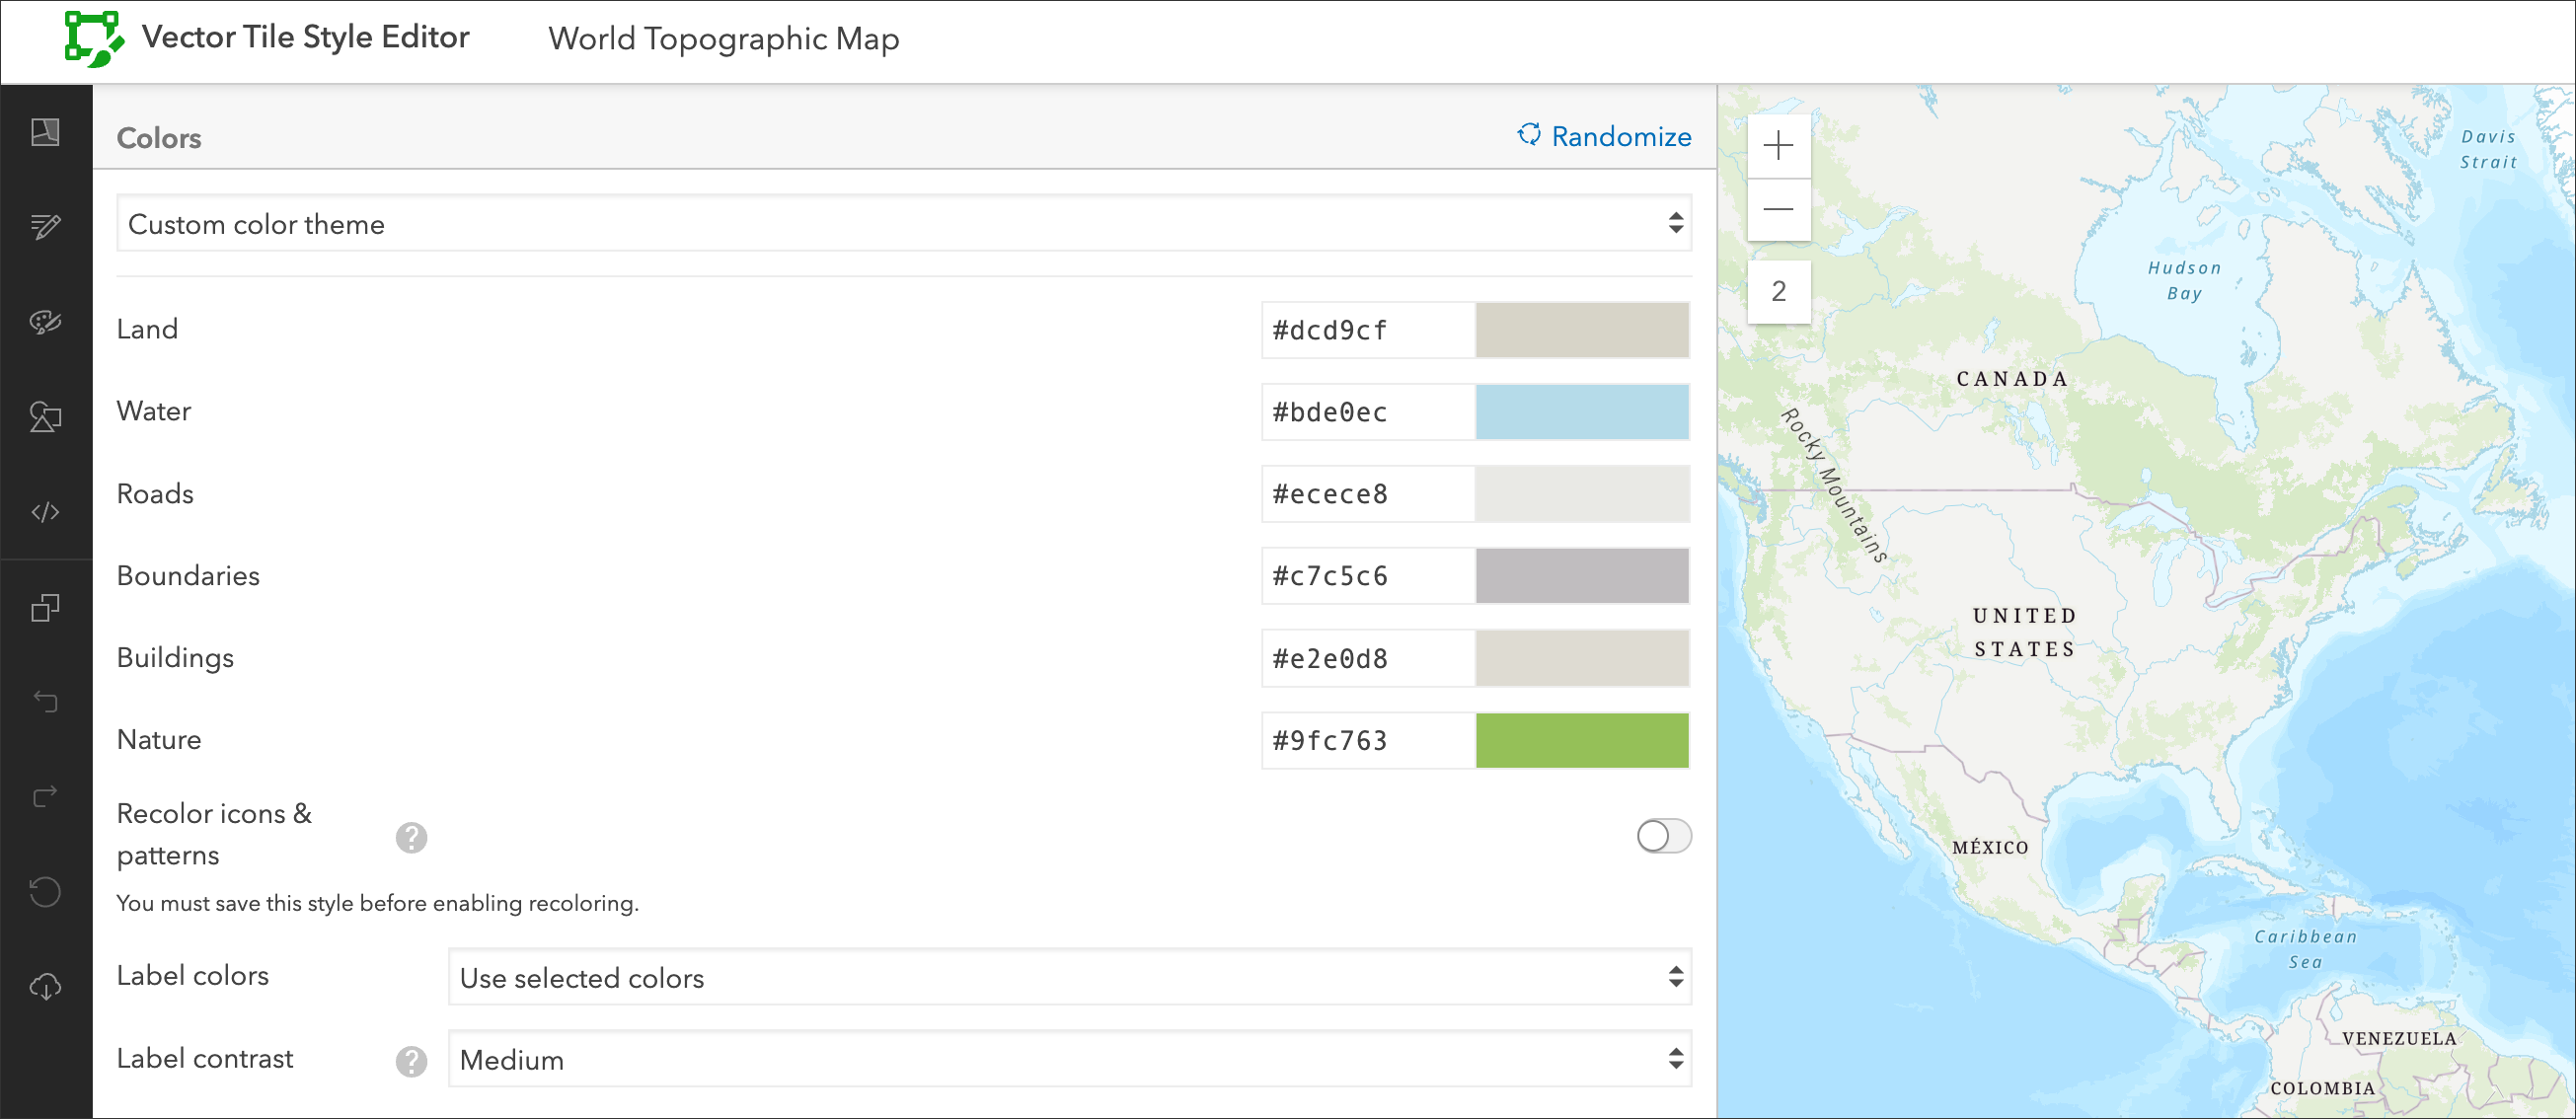 Vector Tile Style Editor
World Topographic Map
Colors
Randomize
Custom color theme
Land
#dcd9cf
Water
#bde0ec
Roads
#ecece8
Boundaries
#c7c5c6
Buildings
#e2e0d8
Nature
#9fc763
Recolor icons &
patterns
?
You must save this style before enabling recoloring.
Label colors
Use selected colors
Label contrast
?
Medium
2
Davis
Strait
Hudson
Bay
CANADA
Rocky Mountains
UNITED
STATES
MÉXICO
Caribbean
Sea
VENEZUELA
COLOMBIA